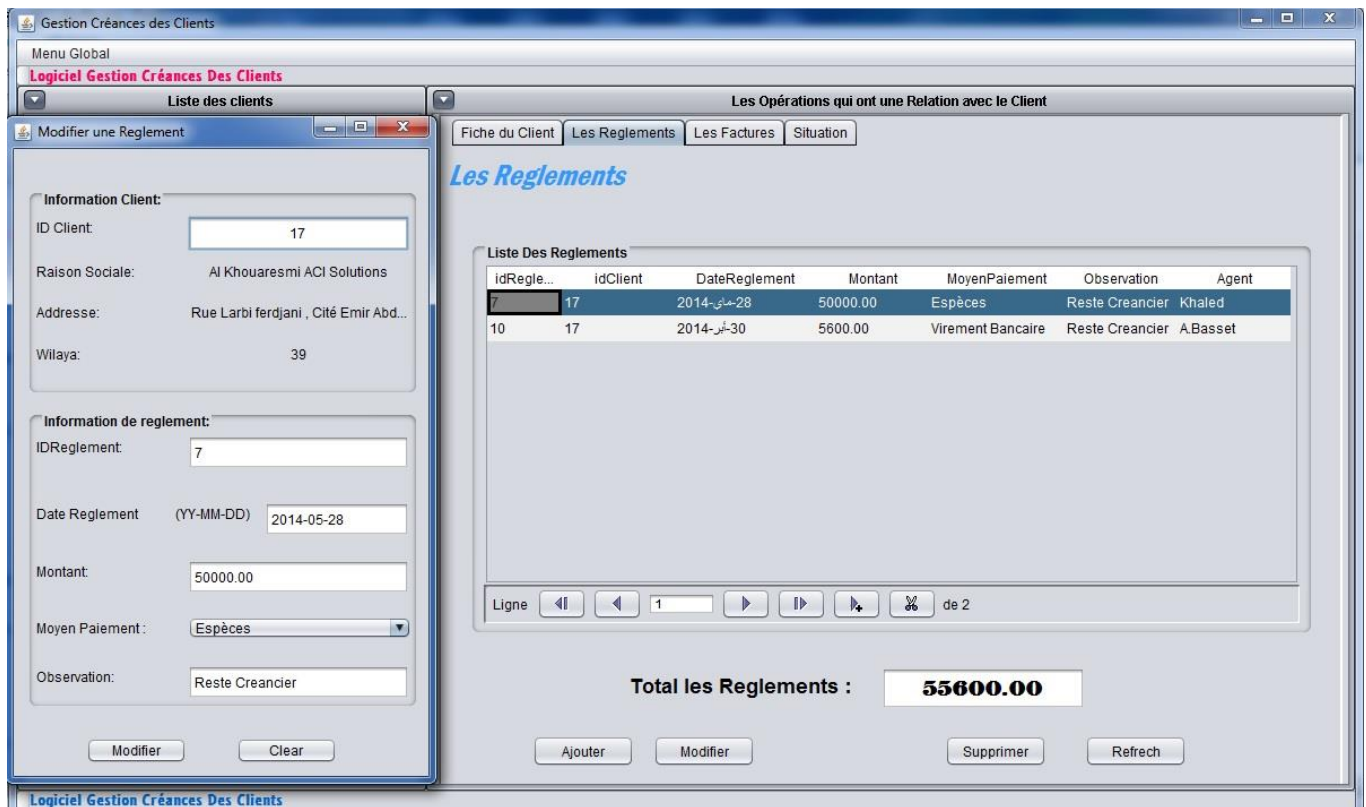 Gestion Créances des Clients
Menu Global
Logiciel Gestion Créances Des Clients
Liste des clients
Les Opérations qui ont une Relation avec le Client
Modifier une Reglement
Information Client:
ID Client: 17
Raison Sociale: Al Khouaresmi ACI Solutions
Addresse: Rue Larbi ferdjani , Cité Emir Abd...
Wilaya: 39
Information de reglement:
IDReglement: 7
Date Reglement (YY-MM-DD) 2014-05-28
Montant: 50000.00
Moyen Paiement : Espèces
Observation: Reste Creancier
Modifier Clear
Fiche du Client Les Reglements Les Factures Situation
Les Reglements
Liste Des Reglements
idRegle... idClient DateReglement Montant MoyenPaiement Observation Agent
7 17 28-ماي-2014 50000.00 Espèces Reste Creancier Khaled
10 17 30-أبر-2014 5600.00 Virement Bancaire Reste Creancier A.Basset
Ligne 1 de 2
Total les Reglements : 55600.00
Ajouter Modifier Supprimer Refrech
Logiciel Gestion Créances Des Clients